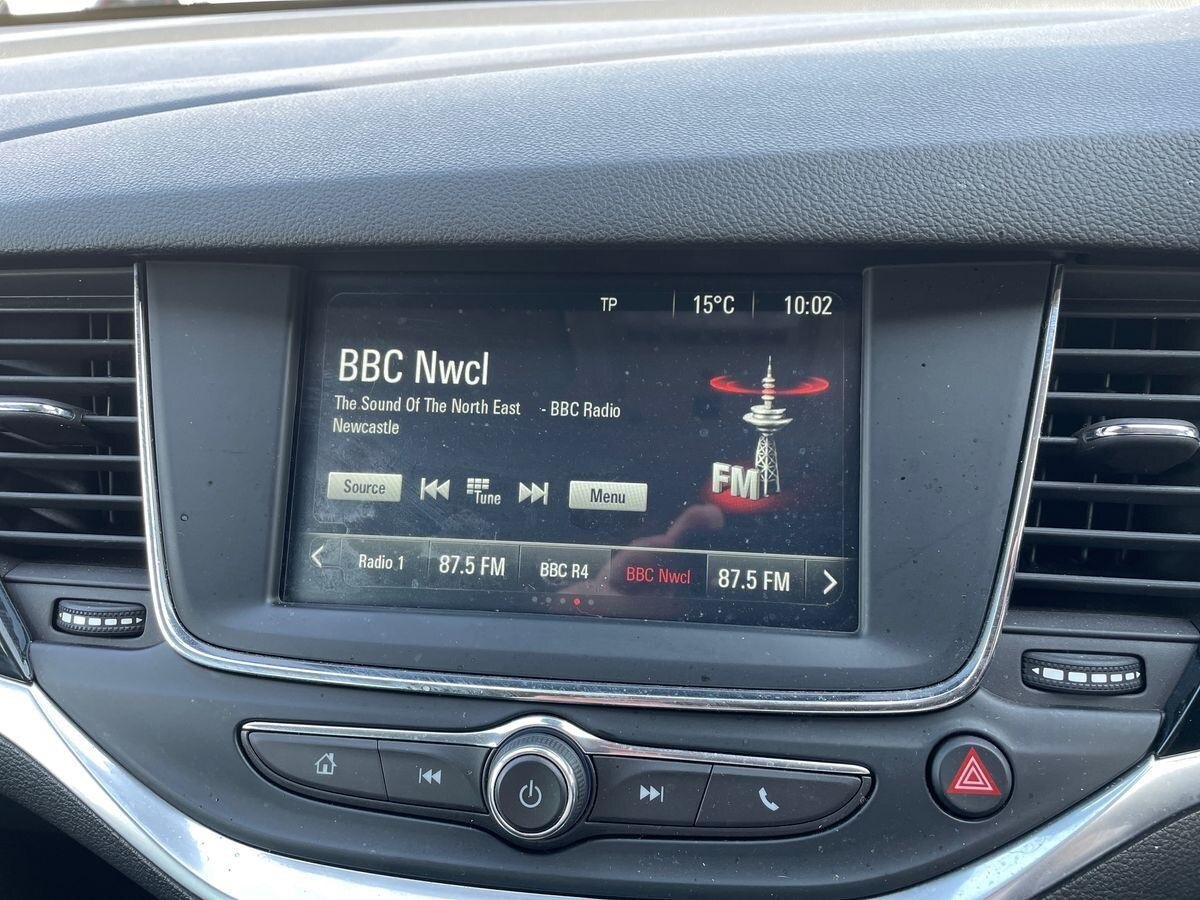 TP 15°C 10:02
BBC Nwcl
The Sound Of The North East - BBC Radio
Newcastle
FM
Source Tune Menu
Radio 1 87.5 FM BBC R4 BBC Nwcl 87.5 FM